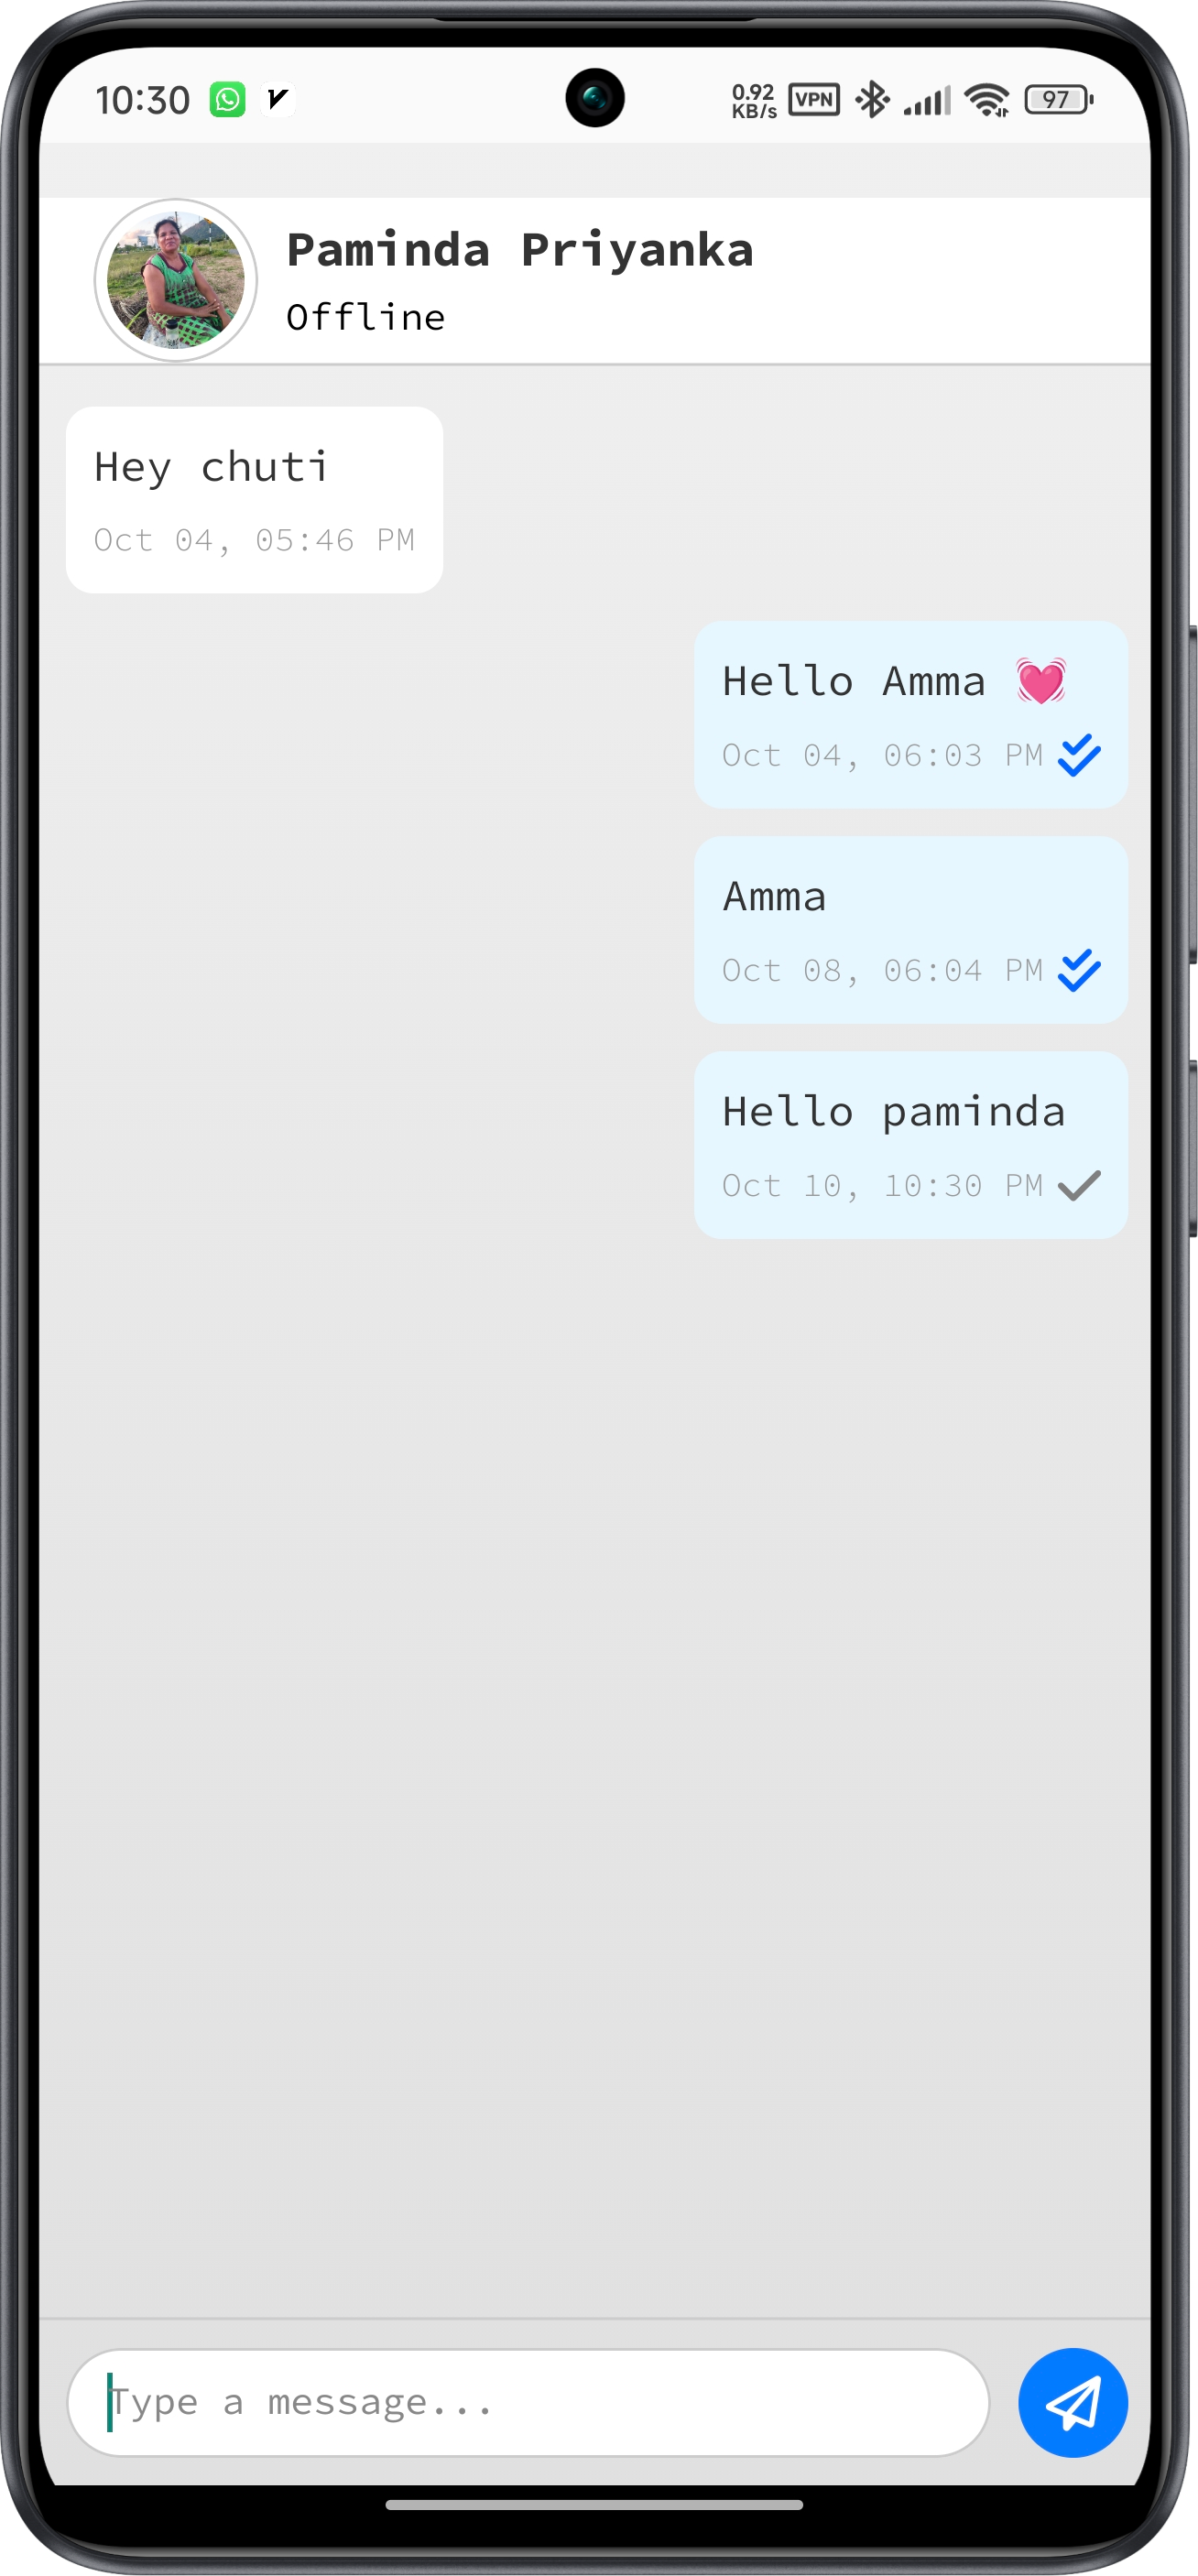 10:30
0.92
KB/s
VPN
97
Paminda Priyanka
Offline
Hey chuti
Oct 04, 05:46 PM
Hello Amma 💓
Oct 04, 06:03 PM
Amma
Oct 08, 06:04 PM
Hello paminda
Oct 10, 10:30 PM
Type a message...